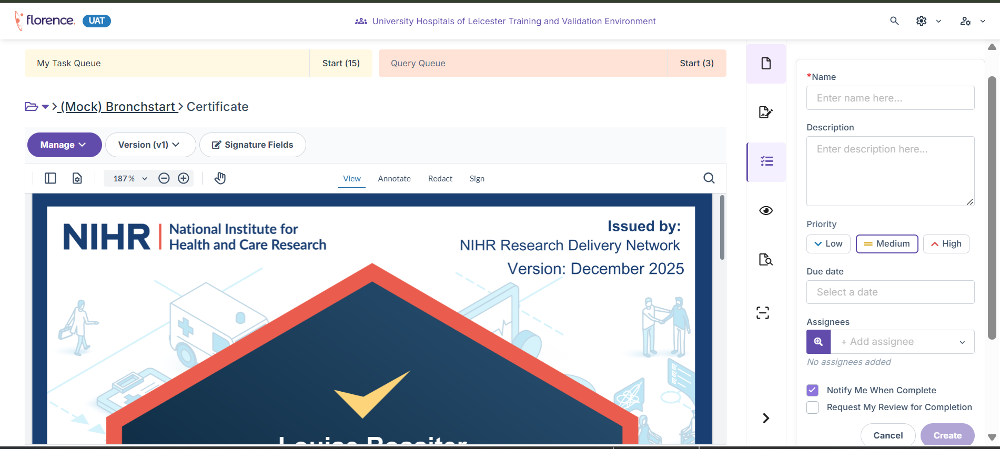 florence. UAT
University Hospitals of Leicester Training and Validation Environment
My Task Queue
Start (15)
Query Queue
Start (3)
(Mock) Bronchstart > Certificate
Manage
Version (v1)
Signature Fields
187%
View
Annotate
Redact
Sign
NIHR | National Institute for
Health and Care Research
Issued by:
NIHR Research Delivery Network
Version: December 2025
*Name
Enter name here...
Description
Enter description here...
Priority
Low
Medium
High
Due date
Select a date
Assignees
+ Add assignee
No assignees added
Notify Me When Complete
Request My Review for Completion
Cancel
Create